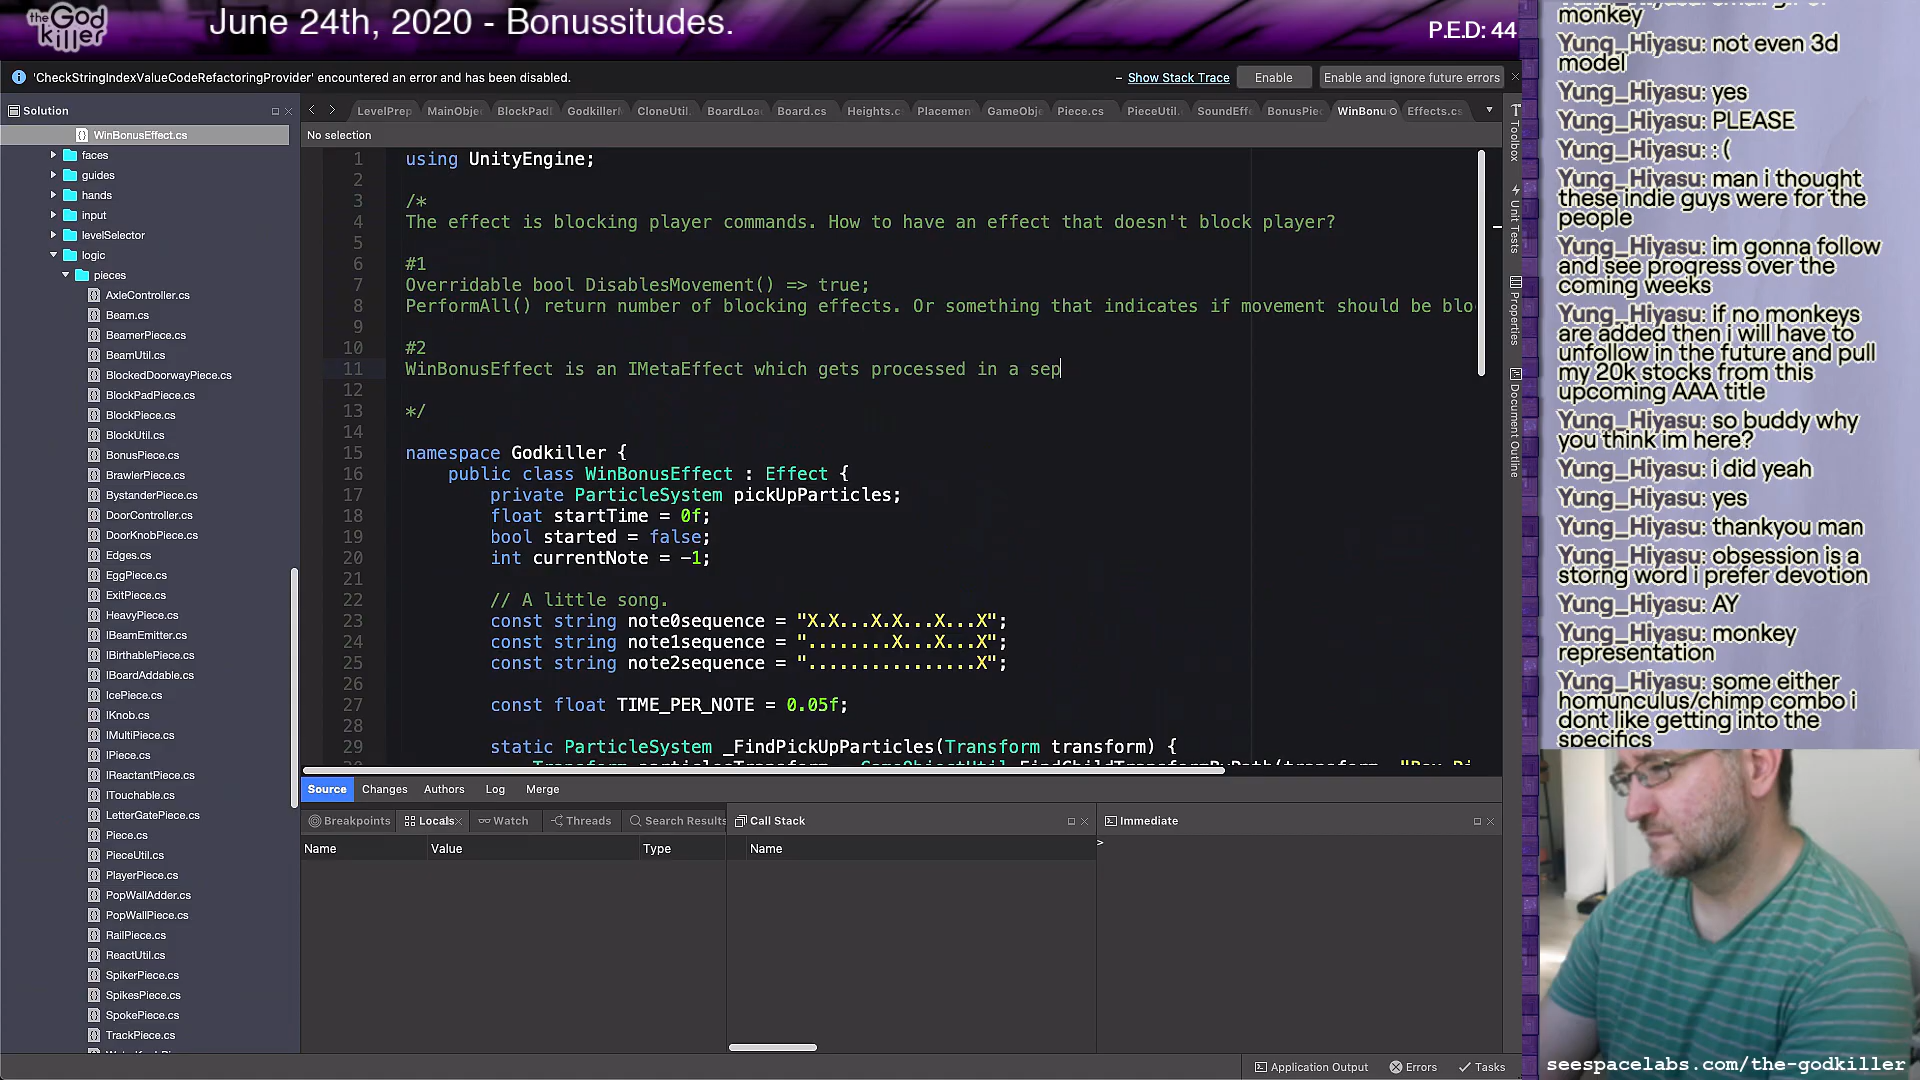 the God killer
June 24th, 2020 - Bonussitudes.
P.E.D: 44
'CheckStringIndexValueCodeRefactoringProvider' encountered an error and has been disabled.
Show Stack Trace
Enable
Enable and ignore future errors
Solution
LevelPrep
MainObje
BlockPad
Godkiller
CloneUtil
BoardLoa
Board.cs
Heights.c
Placemen
GameObj
Piece.cs
PieceUtil.
SoundEff
BonusPie
WinBonu
Effects.cs
No selection
WinBonusEffect.cs
faces
guides
hands
input
levelSelector
logic
pieces
AxleController.cs
Beam.cs
BeamerPiece.cs
BeamUtil.cs
BlockedDoorwayPiece.cs
BlockPadPiece.cs
BlockPiece.cs
BlockUtil.cs
BonusPiece.cs
BrawlerPiece.cs
BystanderPiece.cs
DoorController.cs
DoorKnobPiece.cs
Edges.cs
EggPiece.cs
ExitPiece.cs
HeavyPiece.cs
IBeamEmitter.cs
IBirthablePiece.cs
IBoardAddable.cs
IcePiece.cs
IKnob.cs
IMultiPiece.cs
IPiece.cs
IReactantPiece.cs
ITouchable.cs
LetterGatePiece.cs
Piece.cs
PieceUtil.cs
PlayerPiece.cs
PopWallAdder.cs
PopWallPiece.cs
RailPiece.cs
ReactUtil.cs
SpikerPiece.cs
SpikesPiece.cs
SpokePiece.cs
TrackPiece.cs
1 using UnityEngine;
2
3 /*
4 The effect is blocking player commands. How to have an effect that doesn't block player?
5
6 #1
7 Overridable bool DisablesMovement() => true;
8 PerformAll() return number of blocking effects. Or something that indicates if movement should be blo
9
10 #2
11 WinBonusEffect is an IMetaEffect which gets processed in a sep
12
13 */
14
15 namespace Godkiller {
16 public class WinBonusEffect : Effect {
17 private ParticleSystem pickUpParticles;
18 float startTime = 0f;
19 bool started = false;
20 int currentNote = -1;
21
22 // A little song.
23 const string note0sequence = "X.X...X.X...X...X";
24 const string note1sequence = "........X...X...X";
25 const string note2sequence = "................X";
26
27 const float TIME_PER_NOTE = 0.05f;
28
29 static ParticleSystem _FindPickUpParticles(Transform transform) {
Toolbox
Unit Tests
Properties
Document Outline
Source
Changes
Authors
Log
Merge
Breakpoints
Locals
Watch
Threads
Search Results
Call Stack
Immediate
Name
Value
Type
Name
>
Application Output
Errors
Tasks
monkey
Yung_Hiyasu: not even 3d
model
Yung_Hiyasu: yes
Yung_Hiyasu: PLEASE
Yung_Hiyasu: : (
Yung_Hiyasu: man i thought
these indie guys were for the
people
Yung_Hiyasu: im gonna follow
and see progress over the
coming weeks
Yung_Hiyasu: if no monkeys
are added then i will have to
unfollow in the future and pull
my 20k stocks from this
upcoming AAA title
Yung_Hiyasu: so buddy why
you think im here?
Yung_Hiyasu: i did yeah
Yung_Hiyasu: yes
Yung_Hiyasu: thankyou man
Yung_Hiyasu: obsession is a
storng word i prefer devotion
Yung_Hiyasu: AY
Yung_Hiyasu: monkey
representation
Yung_Hiyasu: some either
homunculus/chimp combo i
dont like getting into the
specifics
seespacelabs.com/the-godkiller